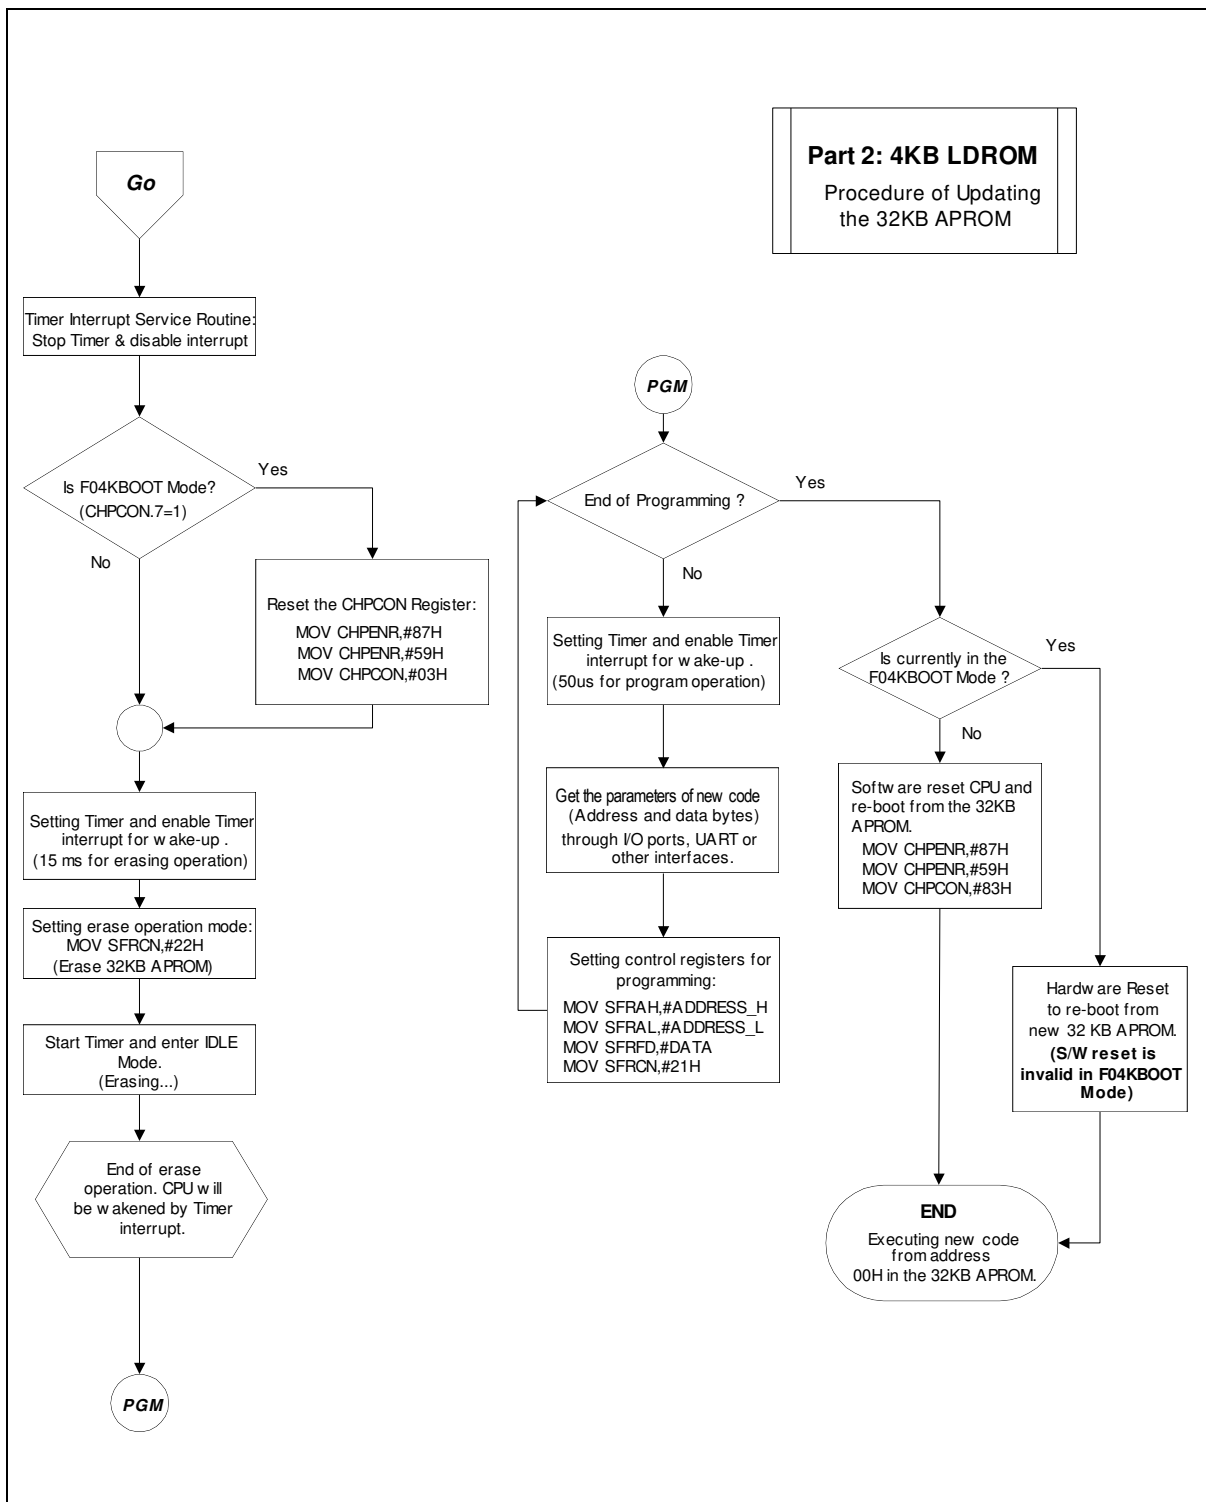 Part 2: 4KB LDROM
Procedure of Updating
the 32KB APROM
Go
Timer Interrupt Service Routine:
Stop Timer & disable interrupt
Is F04KBOOT Mode?
(CHPCON.7=1)
Yes
No
Reset the CHPCON Register:
MOV CHPENR,#87H
MOV CHPENR,#59H
MOV CHPCON,#03H
Setting Timer and enable Timer
interrupt for wake-up .
(15 ms for erasing operation)
Setting erase operation mode:
MOV SFRCN,#22H
(Erase 32KB APROM)
Start Timer and enter IDLE
Mode.
(Erasing...)
End of erase
operation. CPU will
be wakened by Timer
interrupt.
PGM
PGM
End of Programming ?
Yes
No
Setting Timer and enable Timer
interrupt for wake-up .
(50us for program operation)
Get the parameters of new code
(Address and data bytes)
through I/O ports, UART or
other interfaces.
Setting control registers for
programming:
MOV SFRAH,#ADDRESS_H
MOV SFRAL,#ADDRESS_L
MOV SFRFD,#DATA
MOV SFRCN,#21H
Is currently in the
F04KBOOT Mode ?
Yes
No
Software reset CPU and
re-boot from the 32KB
APROM.
MOV CHPENR,#87H
MOV CHPENR,#59H
MOV CHPCON,#83H
Hardware Reset
to re-boot from
new 32 KB APROM.
(S/W reset is
invalid in F04KBOOT
Mode)
END
Executing new code
from address
00H in the 32KB APROM.